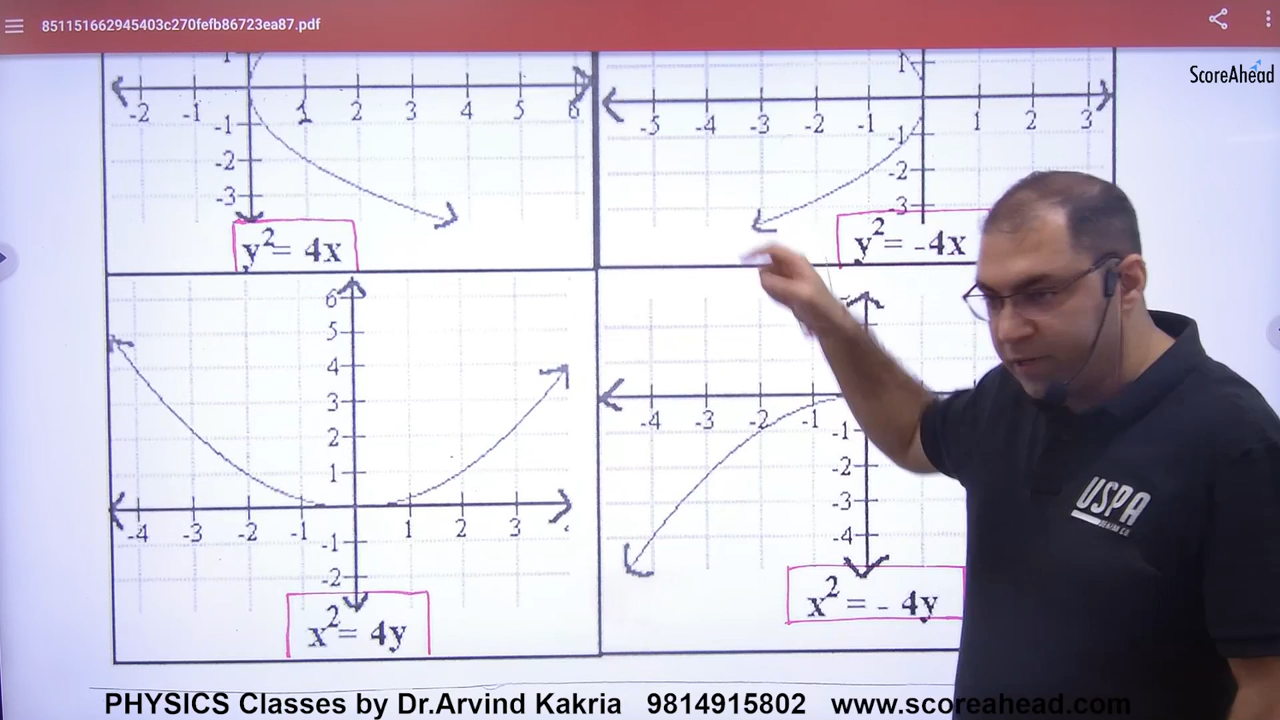 851151662945403c270fefb86723ea87.pdf
ScoreAhead
1
-2 -1 1 2 3 4 5 6
-1
-2
-3
y²= 4x
1
-5 -4 -3 -2 -1 1 2 3
-1
-2
-3
y²= -4x
6
5
4
3
2
1
-4 -3 -2 -1 1 2 3
-1
-2
x²= 4y
-4 -3 -2 -1
-1
-2
-3
-4
x² = - 4y
USPA
PHYSICS Classes by Dr.Arvind Kakria 9814915802 www.scoreahead.com